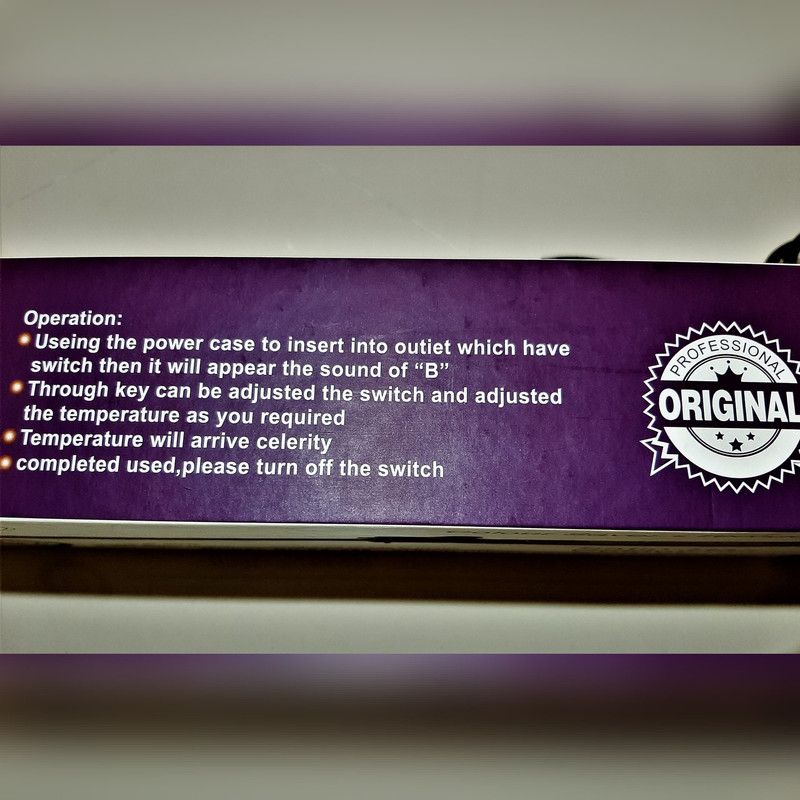 Operation:
Useing the power case to insert into outiet which have
switch then it will appear the sound of “B”
Through key can be adjusted the switch and adjusted
the temperature as you required
Temperature will arrive celerity
completed used,please turn off the switch
PROFESSIONAL
ORIGINAL